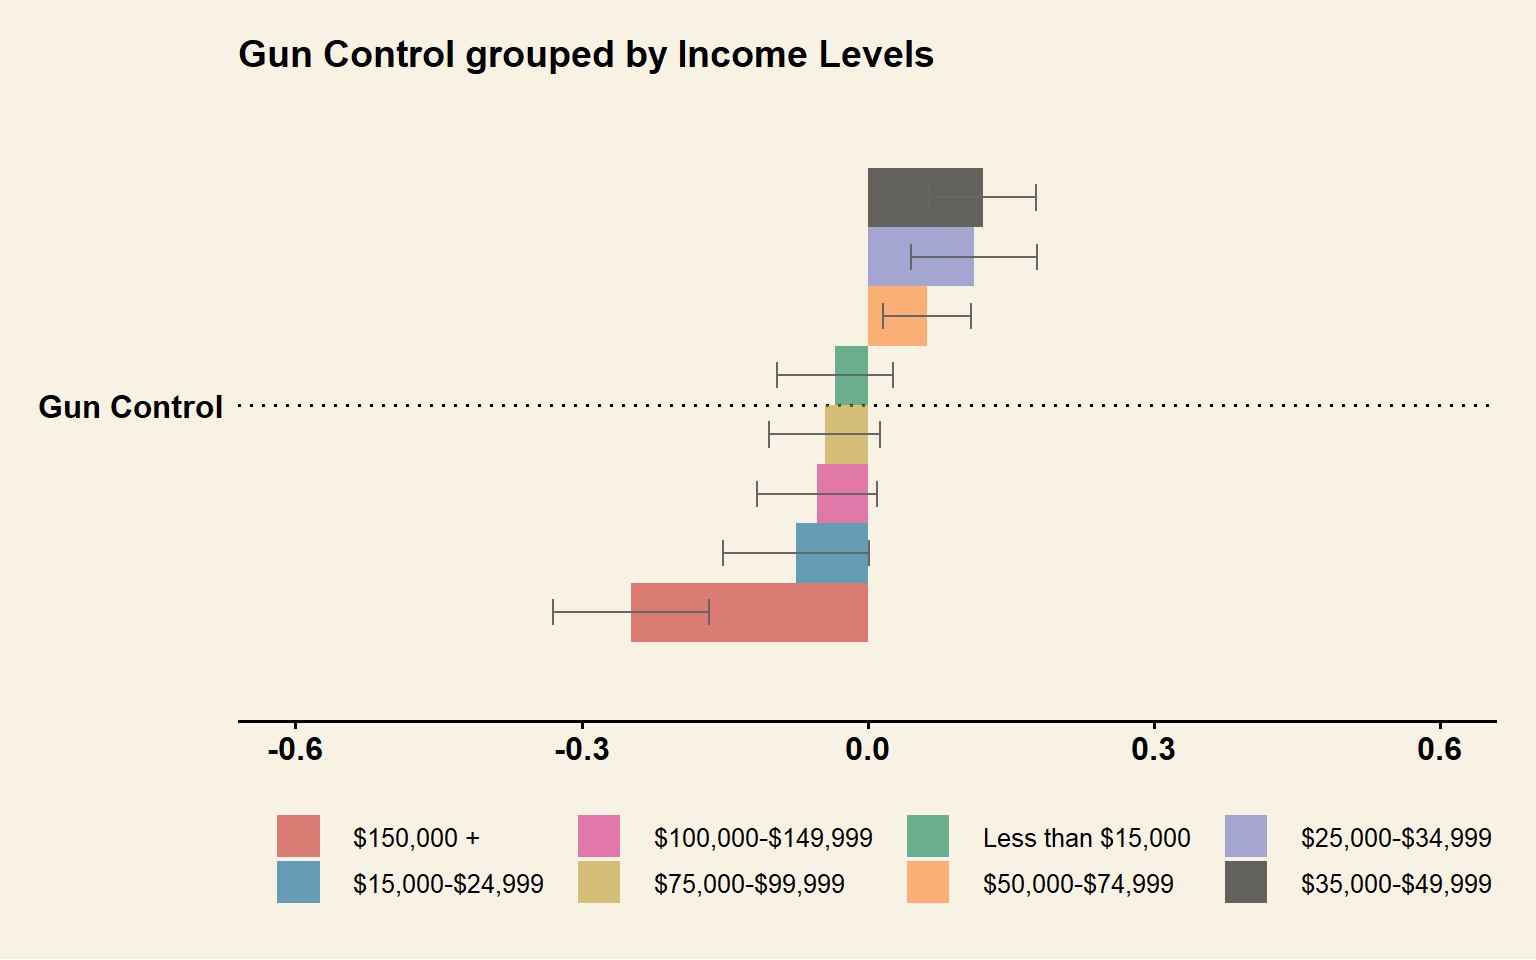 Gun Control grouped by Income Levels
Gun Control
-0.6 -0.3 0.0 0.3 0.6
$150,000 + $100,000-$149,999 Less than $15,000 $25,000-$34,999
$15,000-$24,999 $75,000-$99,999 $50,000-$74,999 $35,000-$49,999